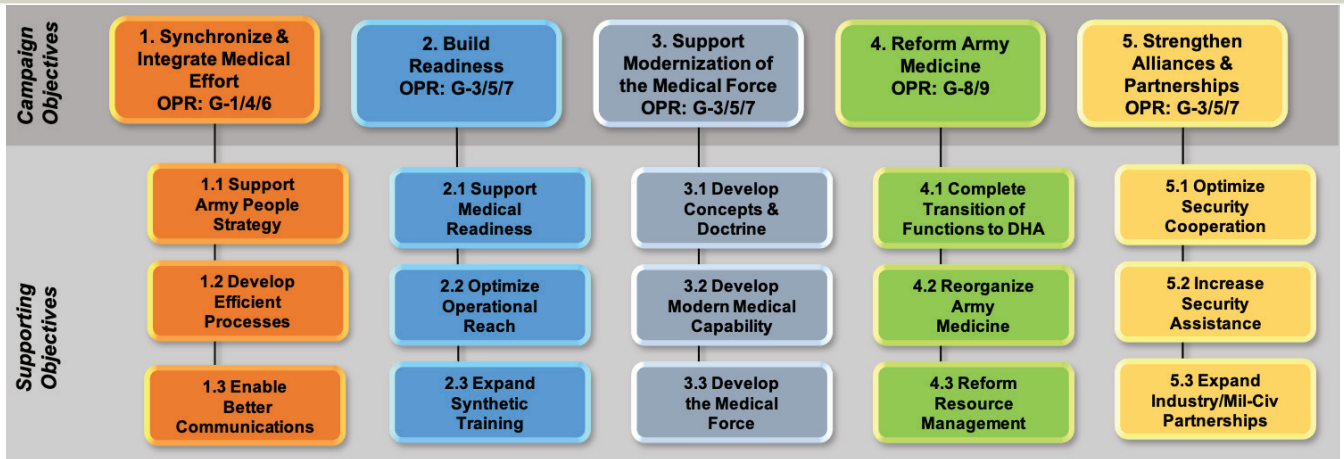 Campaign
Objectives
1. Synchronize &
Integrate Medical
Effort
OPR: G-1/4/6
2. Build
Readiness
OPR: G-3/5/7
3. Support
Modernization of
the Medical Force
OPR: G-3/5/7
4. Reform Army
Medicine
OPR: G-8/9
5. Strengthen
Alliances &
Partnerships
OPR: G-3/5/7
Supporting
Objectives
1.1 Support
Army People
Strategy
1.2 Develop
Efficient
Processes
1.3 Enable
Better
Communications
2.1 Support
Medical
Readiness
2.2 Optimize
Operational
Reach
2.3 Expand
Synthetic
Training
3.1 Develop
Concepts &
Doctrine
3.2 Develop
Modern Medical
Capability
3.3 Develop
the Medical
Force
4.1 Complete
Transition of
Functions to DHA
4.2 Reorganize
Army
Medicine
4.3 Reform
Resource
Management
5.1 Optimize
Security
Cooperation
5.2 Increase
Security
Assistance
5.3 Expand
Industry/Mil-Civ
Partnerships